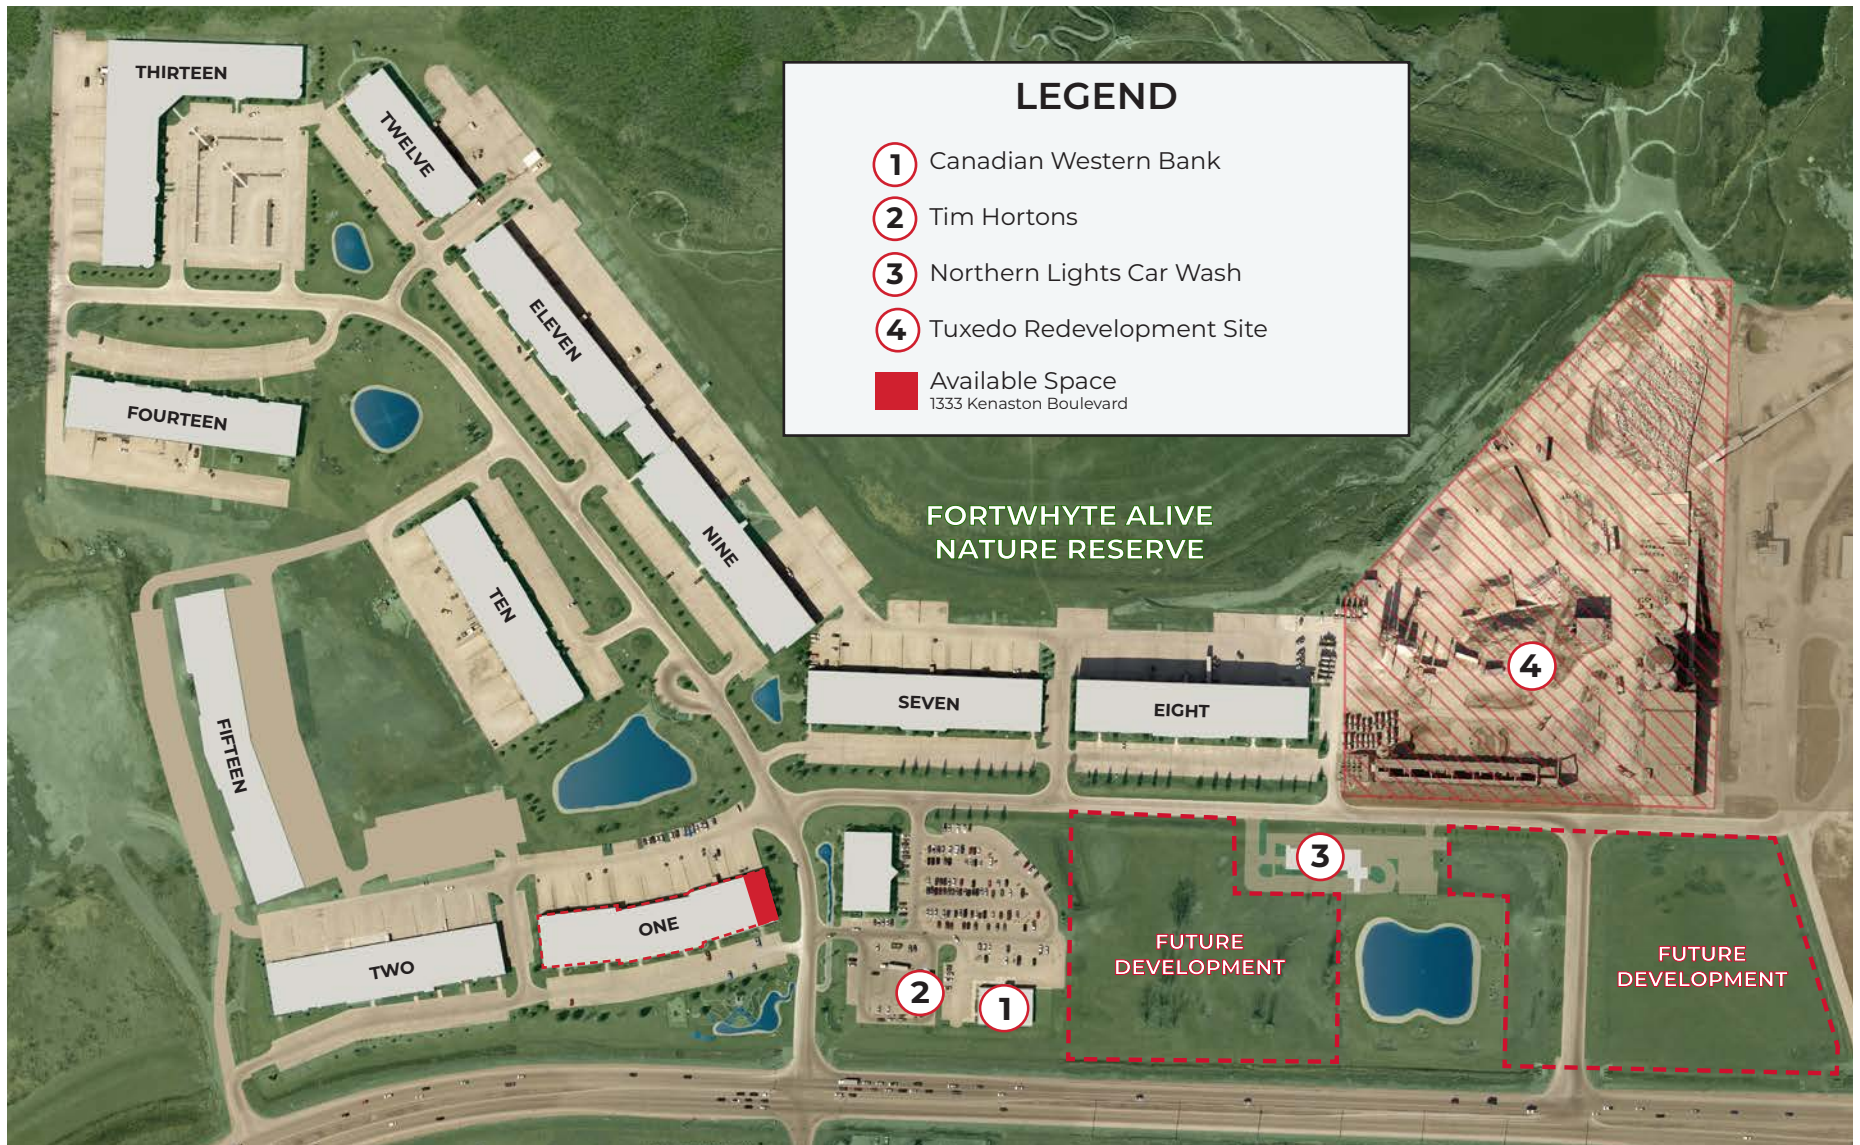 THIRTEEN
TWELVE
LEGEND
1 Canadian Western Bank
2 Tim Hortons
3 Northern Lights Car Wash
4 Tuxedo Redevelopment Site
Available Space
1333 Kenaston Boulevard
ELEVEN
FOURTEEN
NINE
FORTWHYTE ALIVE
NATURE RESERVE
TEN
4
SEVEN
EIGHT
FIFTEEN
3
ONE
TWO
FUTURE
DEVELOPMENT
FUTURE
DEVELOPMENT
2
1